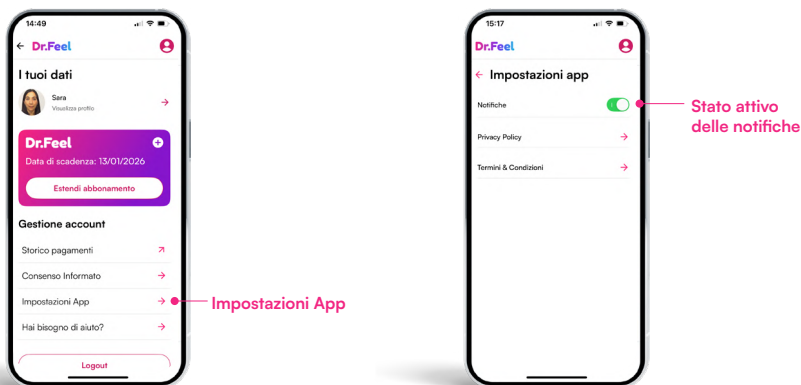 14:49
Dr.Feel
I tuoi dati
Sara
Visualizza profilo
Dr.Feel
Data di scadenza: 13/01/2026
Estendi abbonamento
Gestione account
Storico pagamenti
Consenso Informato
Impostazioni App
Hai bisogno di aiuto?
Logout
Impostazioni App
15:17
Dr.Feel
Impostazioni app
Notifiche
Privacy Policy
Termini & Condizioni
Stato attivo
delle notifiche